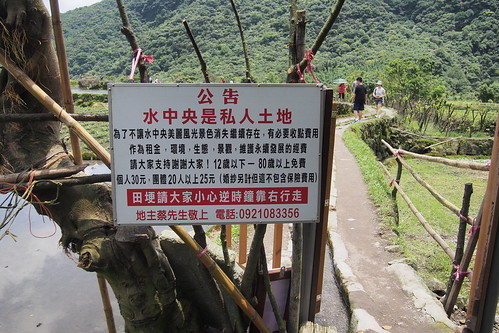 公告
水中央是私人土地
為了不讓水中央美麗風光景色消失繼續存在，有必要收點費用
作為租金，環境，生態，景觀，維護永續發展的經費
請大家支持謝謝大家！12歲以下－80歲以上免費
個人30元，團體20人以上25元（婚紗另計但這不包含保險費用）
田埂請大家小心逆時鐘靠右行走
地主蔡先生敬上 電話:0921083356